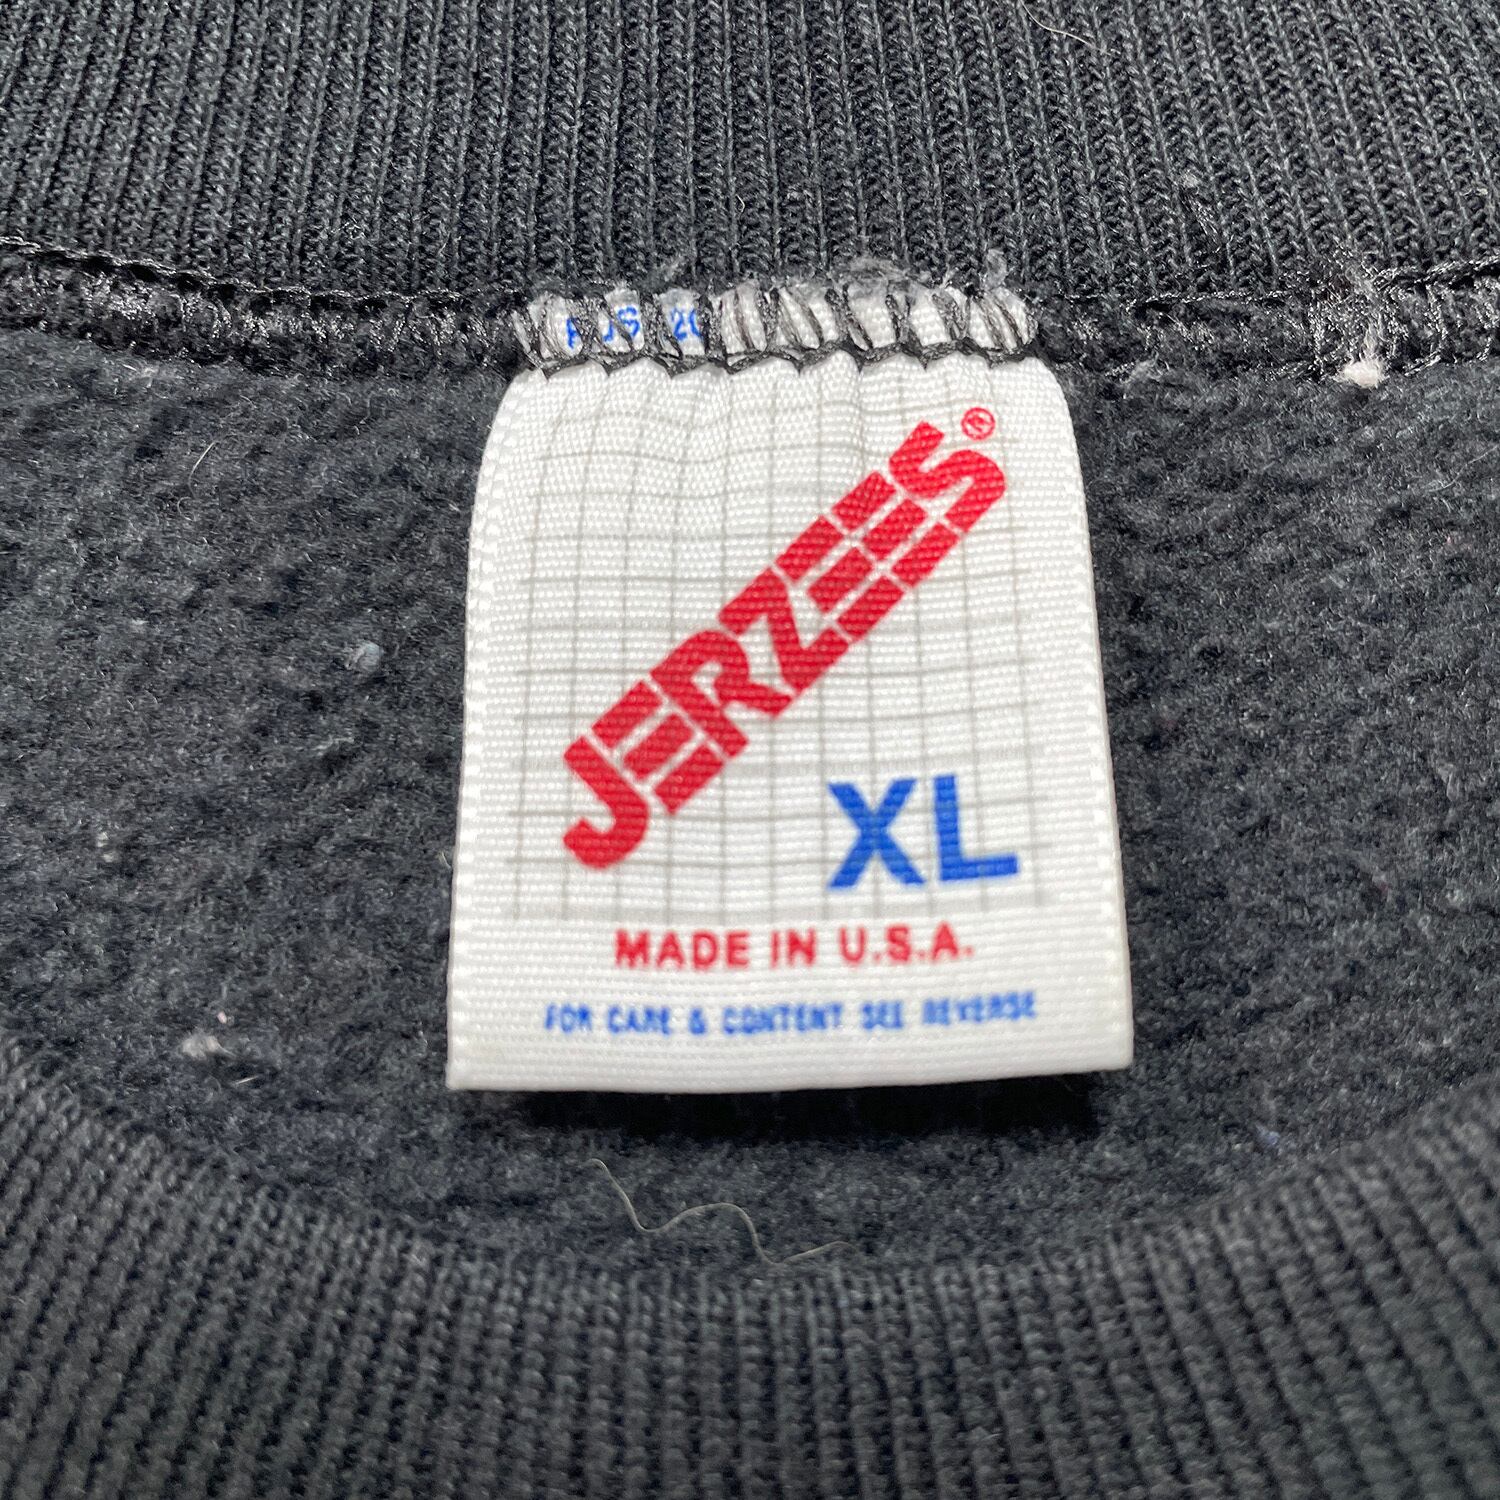 JERZEES®
XL
MADE IN U.S.A.
FOR CARE & CONTENT SEE REVERSE